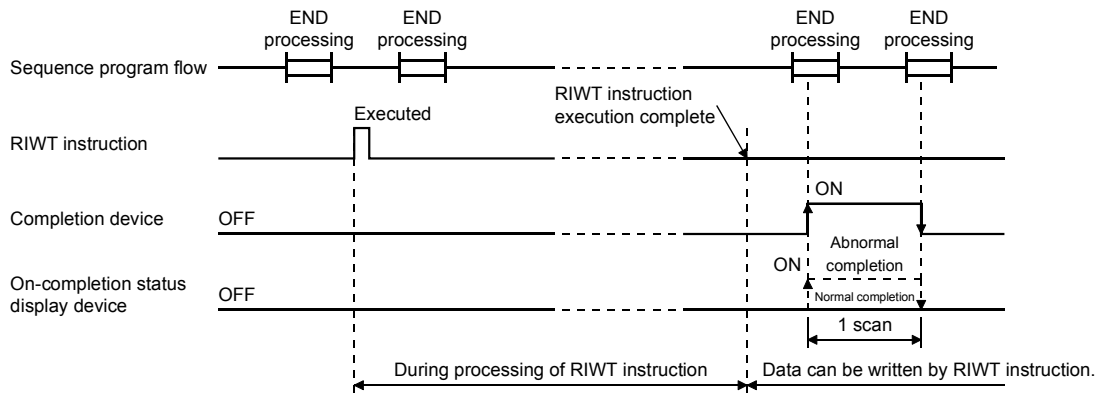 END
processing
END
processing
END
processing
END
processing
Sequence program flow
RIWT instruction
execution complete
Executed
RIWT instruction
ON
Completion device
OFF
Abnormal
completion
ON
On-completion status
display device
OFF
Normal completion
1 scan
During processing of RIWT instruction
Data can be written by RIWT instruction.